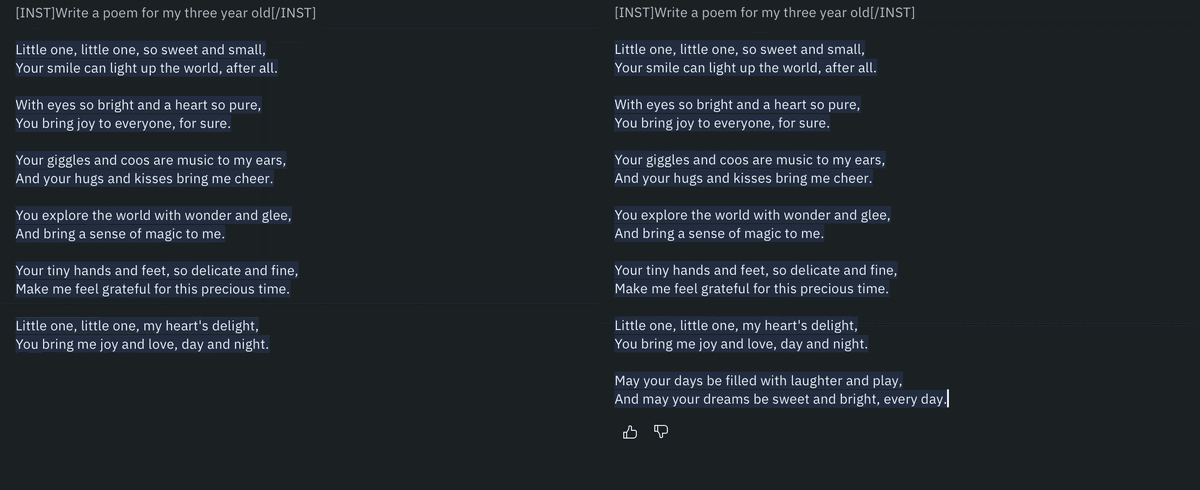 [INST]Write a poem for my three year old[/INST]
Little one, little one, so sweet and small,
Your smile can light up the world, after all.
With eyes so bright and a heart so pure,
You bring joy to everyone, for sure.
Your giggles and coos are music to my ears,
And your hugs and kisses bring me cheer.
You explore the world with wonder and glee,
And bring a sense of magic to me.
Your tiny hands and feet, so delicate and fine,
Make me feel grateful for this precious time.
Little one, little one, my heart's delight,
You bring me joy and love, day and night.
[INST]Write a poem for my three year old[/INST]
Little one, little one, so sweet and small,
Your smile can light up the world, after all.
With eyes so bright and a heart so pure,
You bring joy to everyone, for sure.
Your giggles and coos are music to my ears,
And your hugs and kisses bring me cheer.
You explore the world with wonder and glee,
And bring a sense of magic to me.
Your tiny hands and feet, so delicate and fine,
Make me feel grateful for this precious time.
Little one, little one, my heart's delight,
You bring me joy and love, day and night.
May your days be filled with laughter and play,
And may your dreams be sweet and bright, every day.